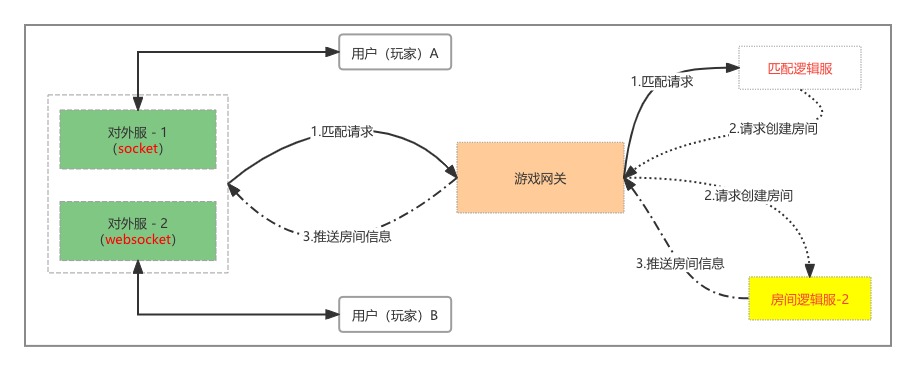 用户（玩家）A
对外服 - 1
（socket）
对外服 - 2
（websocket）
用户（玩家）B
1.匹配请求
3.推送房间信息
游戏网关
1.匹配请求
匹配逻辑服
2.请求创建房间
2.请求创建房间
3.推送房间信息
房间逻辑服-2